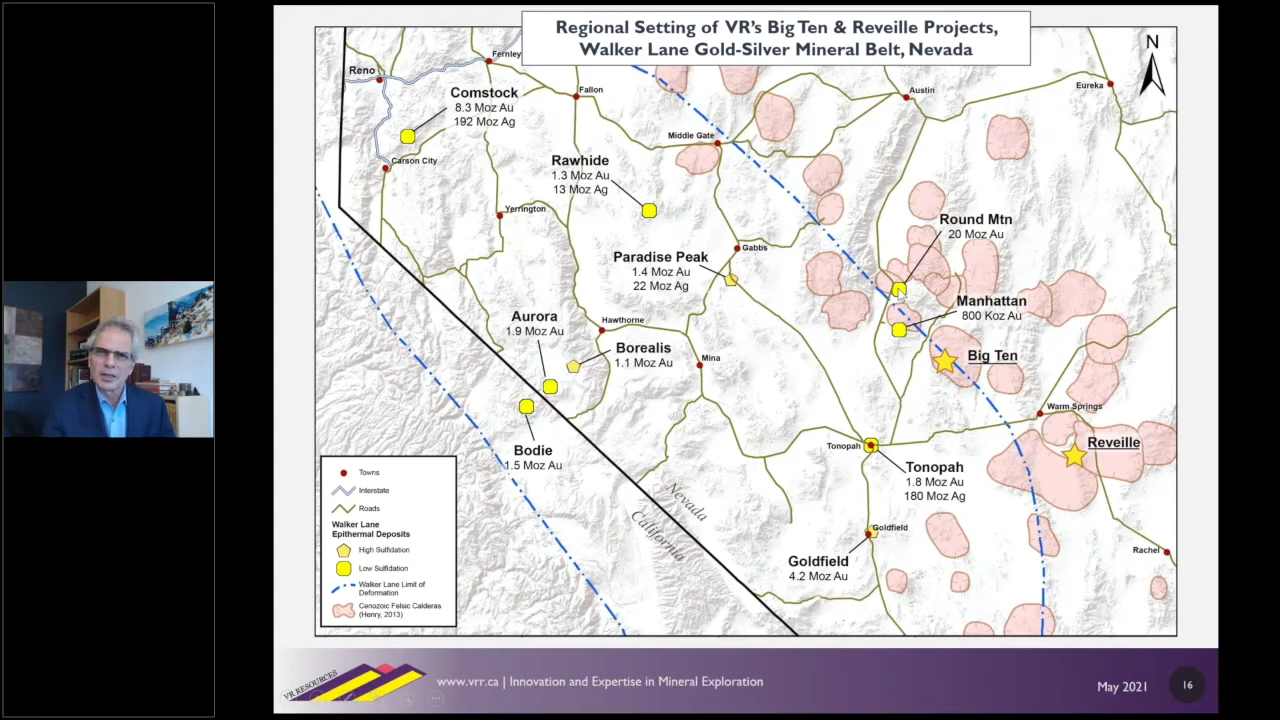 Regional Setting of VR's Big Ten & Reveille Projects,
Walker Lane Gold-Silver Mineral Belt, Nevada
N
Reno
Fernley
Fallon
Austin
Eureka
Comstock
8.3 Moz Au
192 Moz Ag
Middle Gate
Carson City
Rawhide
1.3 Moz Au
13 Moz Ag
Yerrington
Round Mtn
20 Moz Au
Gabbs
Paradise Peak
1.4 Moz Au
22 Moz Ag
Manhattan
800 Koz Au
Aurora
1.9 Moz Au
Hawthorne
Borealis
1.1 Moz Au
Mina
Big Ten
Warm Springs
Reveille
Tonopah
Bodie
1.5 Moz Au
Tonopah
1.8 Moz Au
180 Moz Ag
Nevada
California
Goldfield
Goldfield
4.2 Moz Au
Rachel
Towns
Interstate
Roads
Walker Lane
Epithermal Deposits
High Sulfidation
Low Sulfidation
Walker Lane Limit of
Deformation
Cenozoic Felsic Calderas
(Henry, 2013)
VR RESOURCES
www.vrr.ca | Innovation and Expertise in Mineral Exploration
May 2021
16